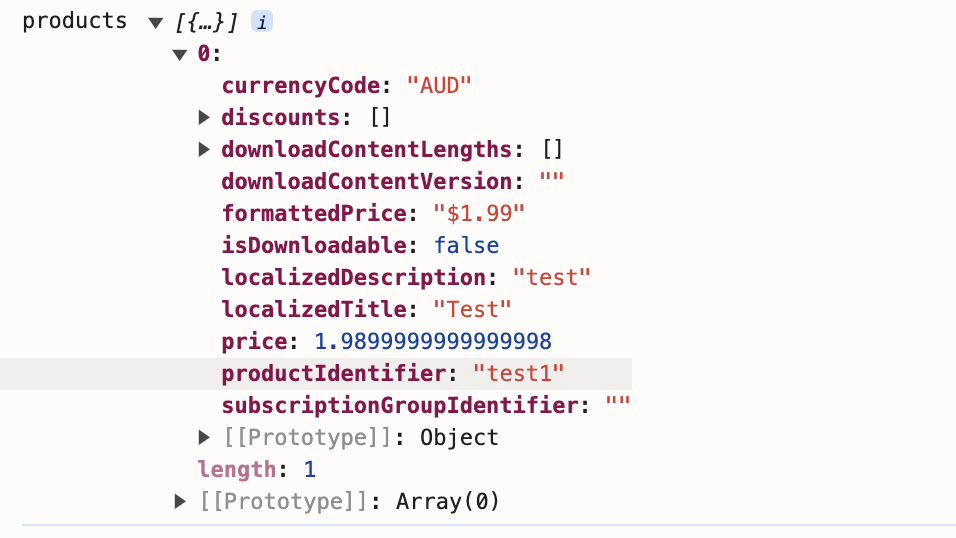 products ▼ [{…}] i
▼ 0:
currencyCode: "AUD"
▶ discounts: []
▶ downloadContentLengths: []
downloadContentVersion: ""
formattedPrice: "$1.99"
isDownloadable: false
localizedDescription: "test"
localizedTitle: "Test"
price: 1.9899999999999998
productIdentifier: "test1"
subscriptionGroupIdentifier: ""
▶ [[Prototype]]: Object
length: 1
▶ [[Prototype]]: Array(0)